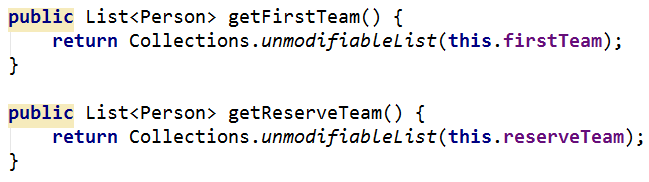 public List<Person> getFirstTeam() {
    return Collections.unmodifiableList(this.firstTeam);
}
public List<Person> getReserveTeam() {
    return Collections.unmodifiableList(this.reserveTeam);
}